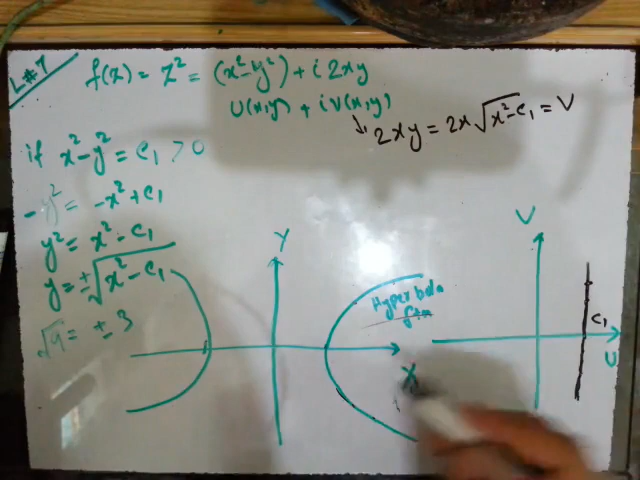 L#7
f(z) = z² = (x²-y²) + i 2xy
U(x,y) + i V(x,y)
↳ 2xy = 2x√(x²-c₁) = V
if x²-y² = c₁ > 0
-y² = -x²+c₁
y² = x²-c₁
y = ±√(x²-c₁)
√9 = ±3
Y
X
Hyperbola
V
U
c₁